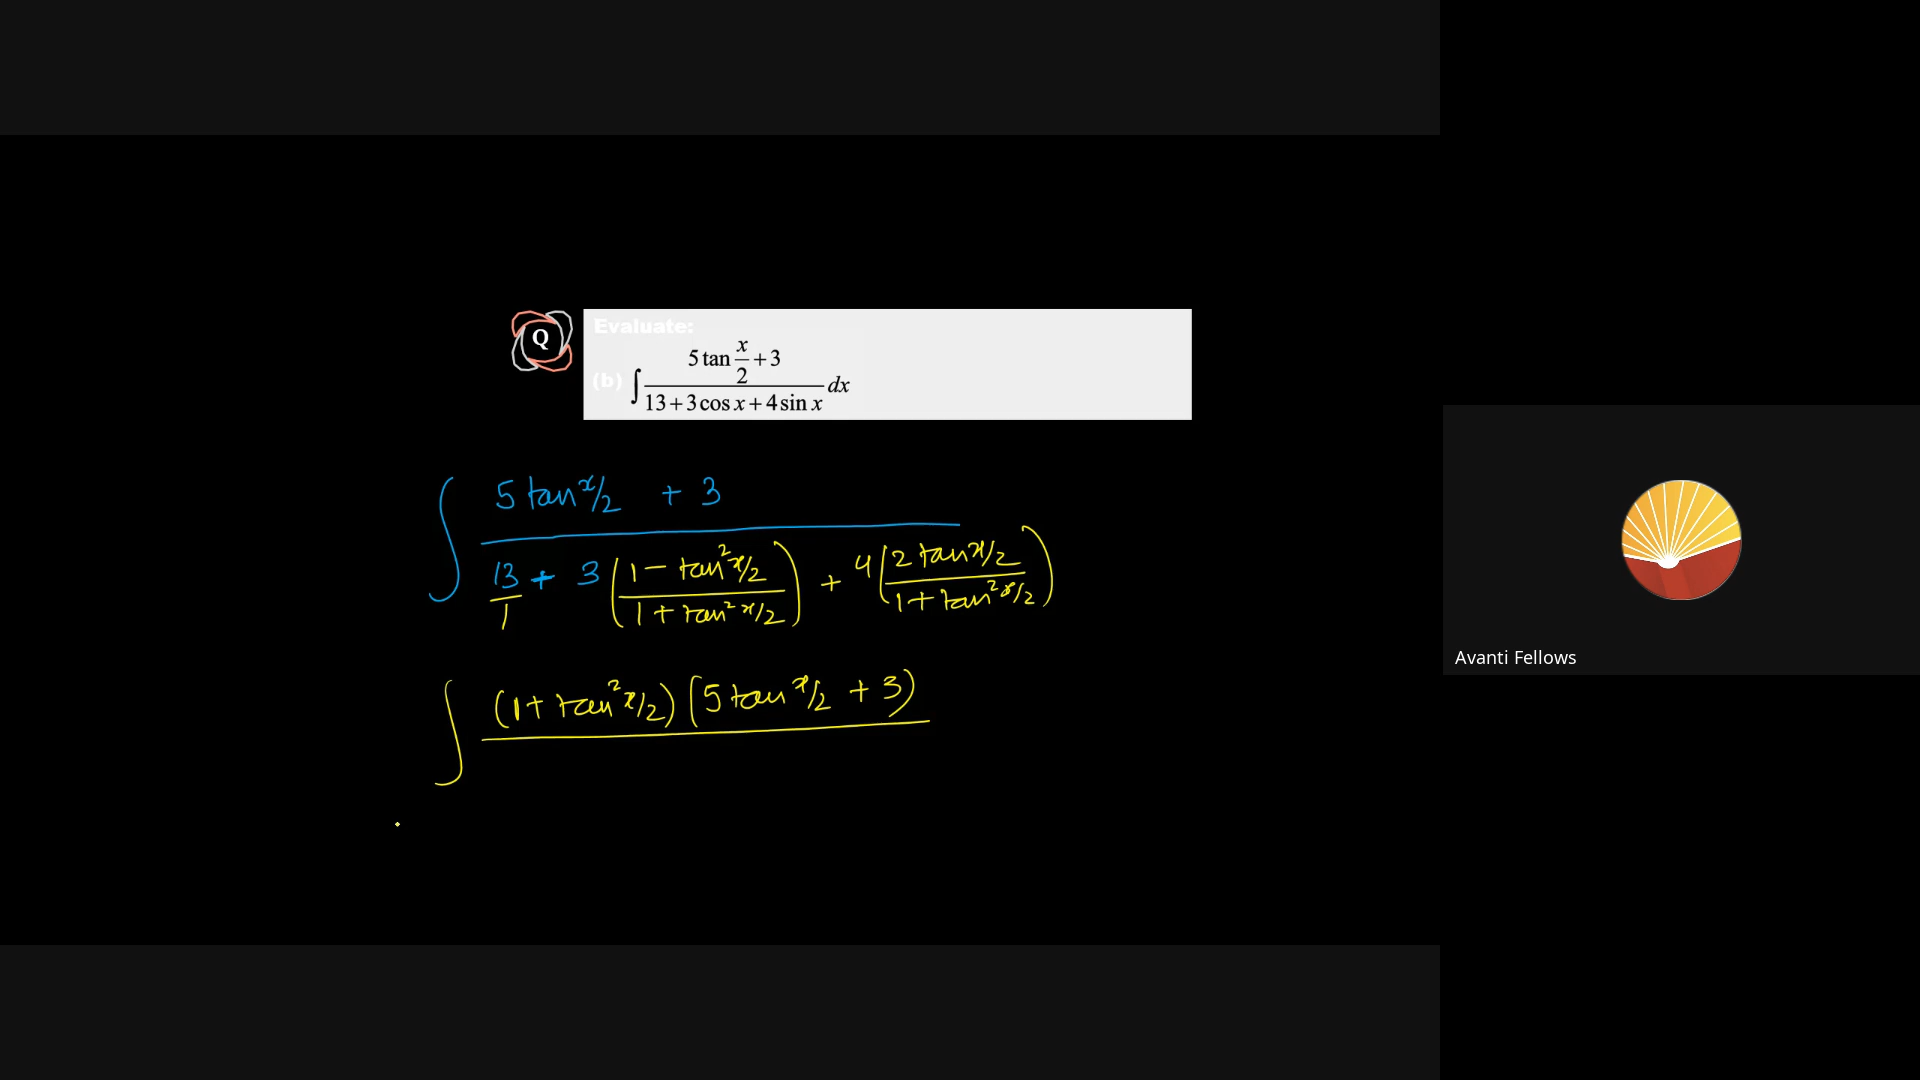 Q
Evaluate:
(b) ∫ (5 tan x/2 + 3)/(13 + 3 cos x + 4 sin x) dx
∫ (5 tan x/2 + 3)/(13/1 + 3((1 - tan² x/2)/(1 + tan² x/2)) + 4((2 tan x/2)/(1 + tan² x/2)))
∫ (1 + tan² x/2)(5 tan x/2 + 3)
Avanti Fellows